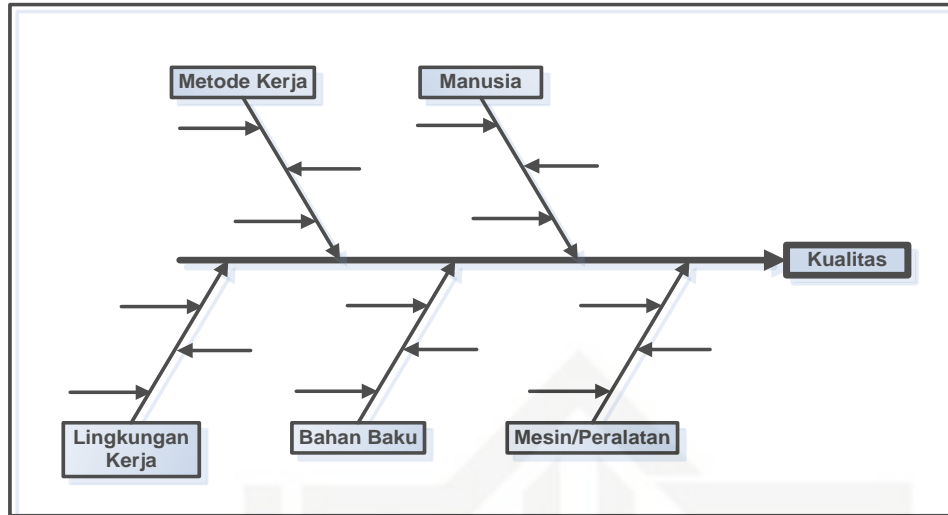 Metode Kerja
Manusia
Kualitas
Lingkungan
Kerja
Bahan Baku
Mesin/Peralatan